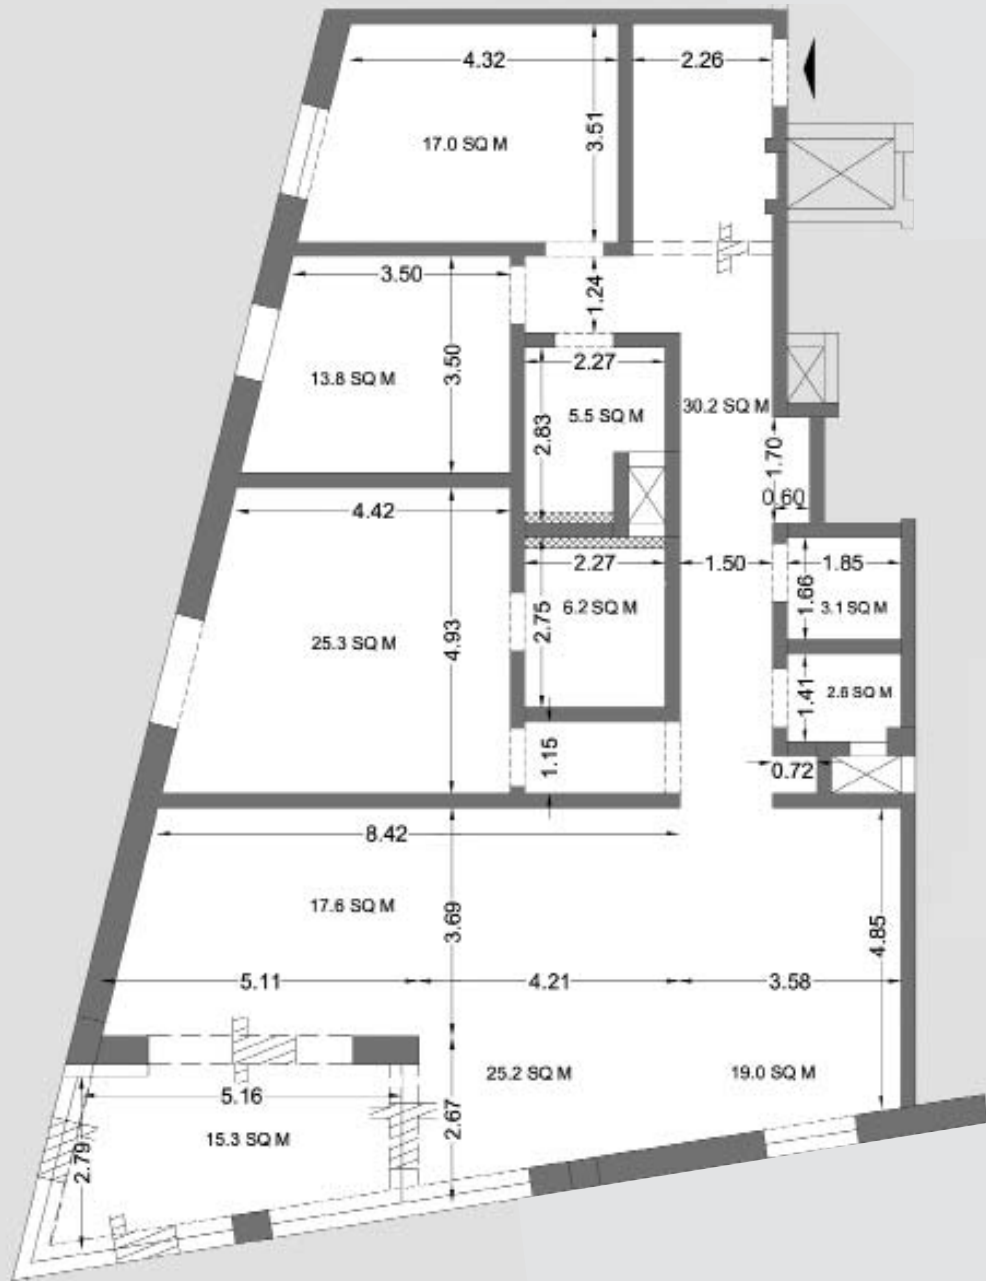 4.32
2.26
17.0 SQ M
3.51
3.50
1.24
13.8 SQ M
3.50
2.27
5.5 SQ M
30.2 SQ M
2.83
1.70
0.60
4.42
2.27
1.50
1.85
6.2 SQ M
1.66
3.1 SQ M
25.3 SQ M
4.93
2.75
1.41
2.6 SQ M
1.15
0.72
8.42
17.6 SQ M
3.69
4.85
5.11
4.21
3.58
25.2 SQ M
19.0 SQ M
5.16
2.67
15.3 SQ M
2.79